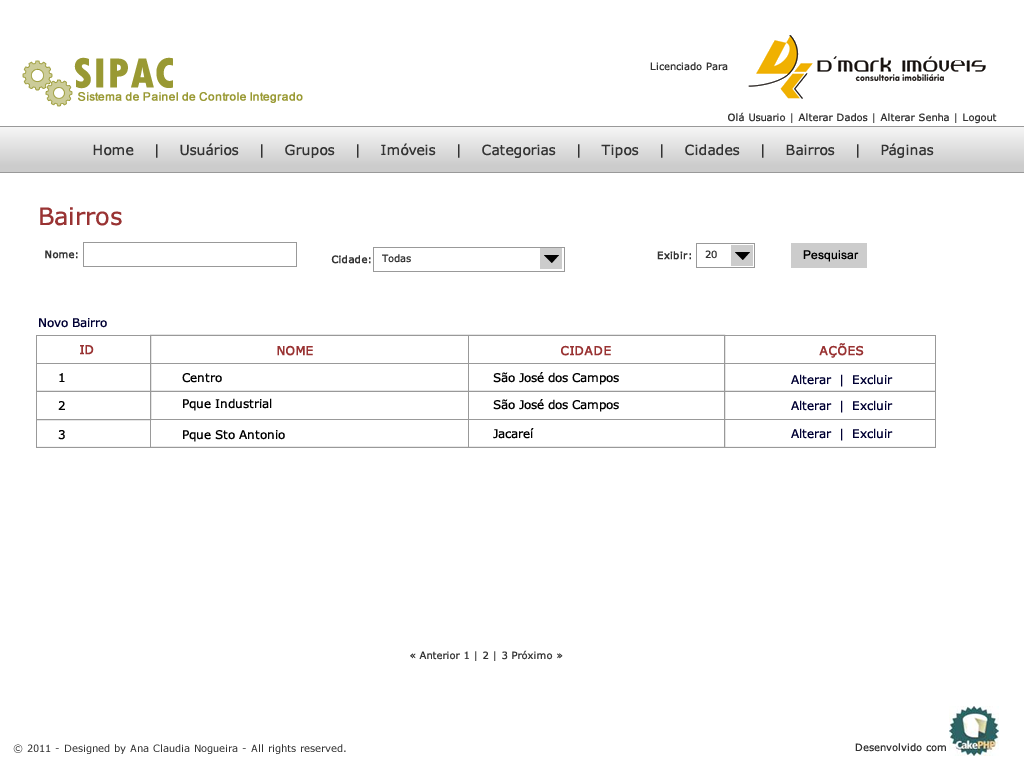 SIPAC
Sistema de Painel de Controle Integrado
Licenciado Para
D'mark imóveis
consultoria imobiliária
Olá Usuario | Alterar Dados | Alterar Senha | Logout
Home | Usuários | Grupos | Imóveis | Categorias | Tipos | Cidades | Bairros | Páginas
Bairros
Nome: Cidade: Todas Exibir: 20 Pesquisar
Novo Bairro
ID NOME CIDADE AÇÕES
1 Centro São José dos Campos Alterar | Excluir
2 Pque Industrial São José dos Campos Alterar | Excluir
3 Pque Sto Antonio Jacareí Alterar | Excluir
« Anterior 1 | 2 | 3 Próximo »
© 2011 - Designed by Ana Claudia Nogueira - All rights reserved.
Desenvolvido com CakePHP